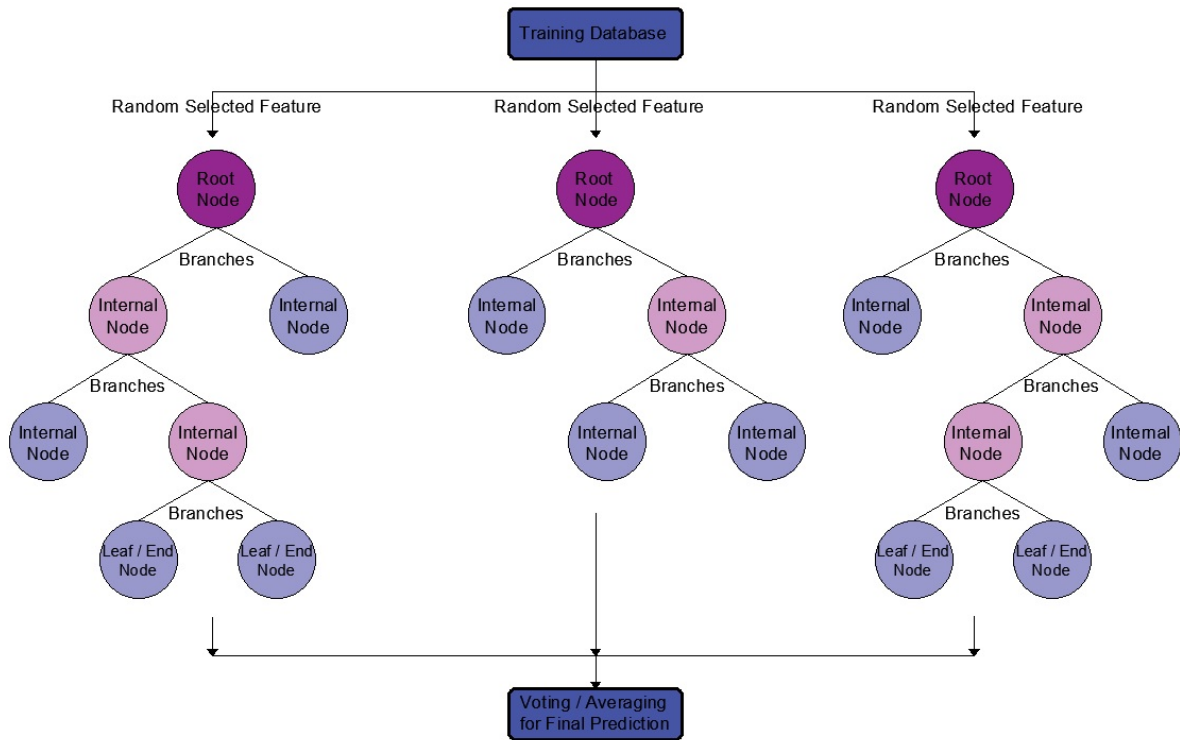 Training Database
Random Selected Feature
Random Selected Feature
Random Selected Feature
Root
Node
Root
Node
Root
Node
Branches
Branches
Branches
Internal
Node
Internal
Node
Internal
Node
Internal
Node
Internal
Node
Internal
Node
Branches
Branches
Branches
Internal
Node
Internal
Node
Internal
Node
Internal
Node
Internal
Node
Internal
Node
Branches
Branches
Leaf / End
Node
Leaf / End
Node
Leaf / End
Node
Leaf / End
Node
Voting / Averaging
for Final Prediction